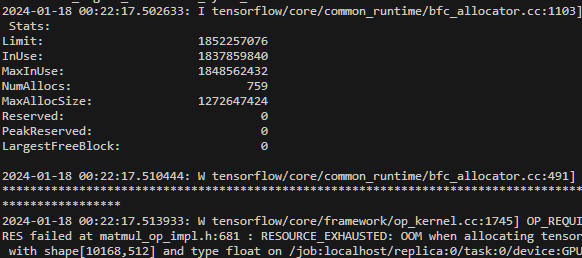 2024-01-18 00:22:17.502633: I tensorflow/core/common_runtime/bfc_allocator.cc:1103]
Stats:
Limit: 1852257076
InUse: 1837859840
MaxInUse: 1848562432
NumAllocs: 759
MaxAllocSize: 1272647424
Reserved: 0
PeakReserved: 0
LargestFreeBlock: 0
2024-01-18 00:22:17.510444: W tensorflow/core/common_runtime/bfc_allocator.cc:491]
***********************************************************************************
*****************
2024-01-18 00:22:17.513933: W tensorflow/core/framework/op_kernel.cc:1745] OP_REQUI
RES failed at matmul_op_impl.h:681 : RESOURCE_EXHAUSTED: OOM when allocating tensor
with shape[10168,512] and type float on /job:localhost/replica:0/task:0/device:GPU